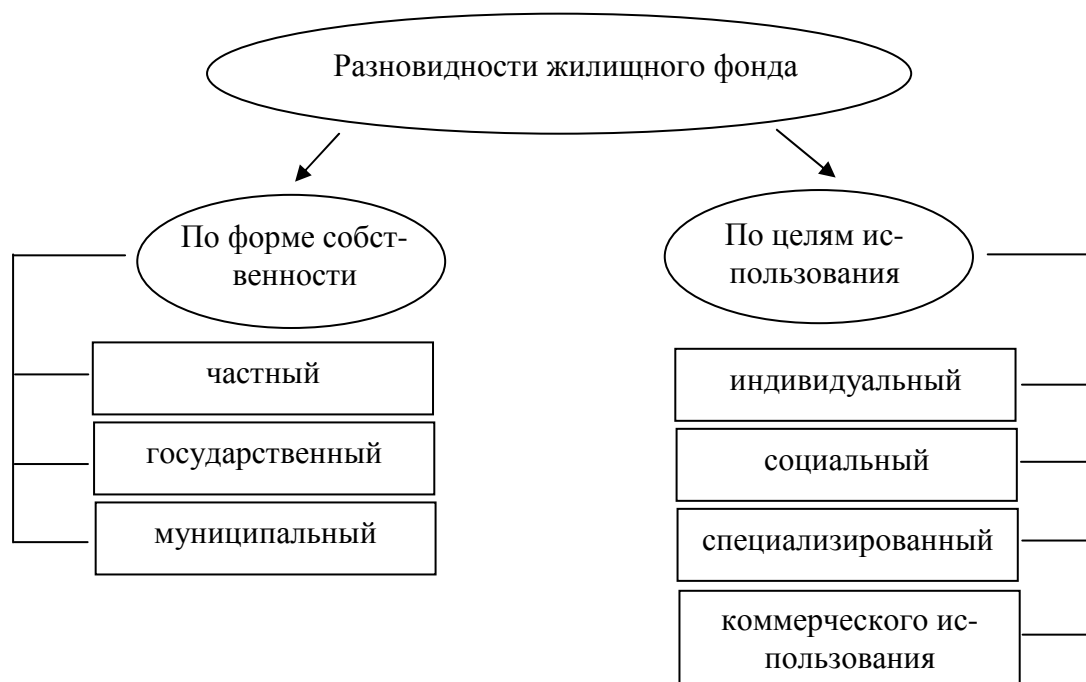 Разновидности жилищного фонда
По форме собст-
венности
частный
государственный
муниципальный
По целям ис-
пользования
индивидуальный
социальный
специализированный
коммерческого ис-
пользования